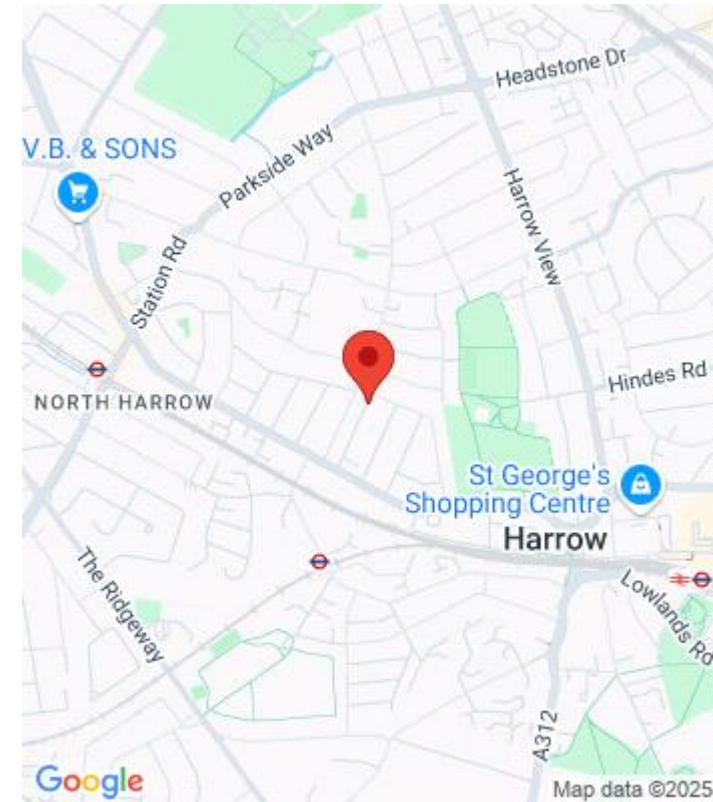 Headstone Dr
V.B. & SONS
Parkside Way
Harrow View
Station Rd
Hindes Rd
NORTH HARROW
St George's
Shopping Centre
Harrow
The Ridgeway
Lowlands Rd
A312
Google
Map data ©2025